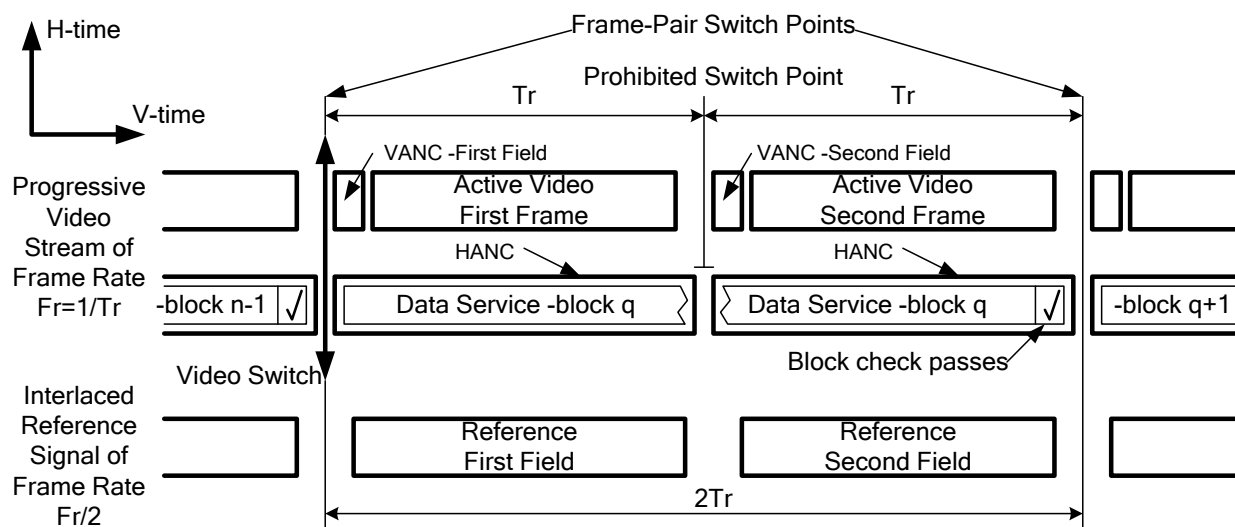 H-time
V-time
Frame-Pair Switch Points
Prohibited Switch Point
Tr
Tr
VANC -First Field
VANC -Second Field
Progressive
Video
Stream of
Frame Rate
Fr=1/Tr
Active Video
First Frame
Active Video
Second Frame
HANC
HANC
-block n-1
√
Data Service -block q
Data Service -block q
√
-block q+1
Block check passes
Video Switch
Interlaced
Reference
Signal of
Frame Rate
Fr/2
Reference
First Field
Reference
Second Field
2Tr